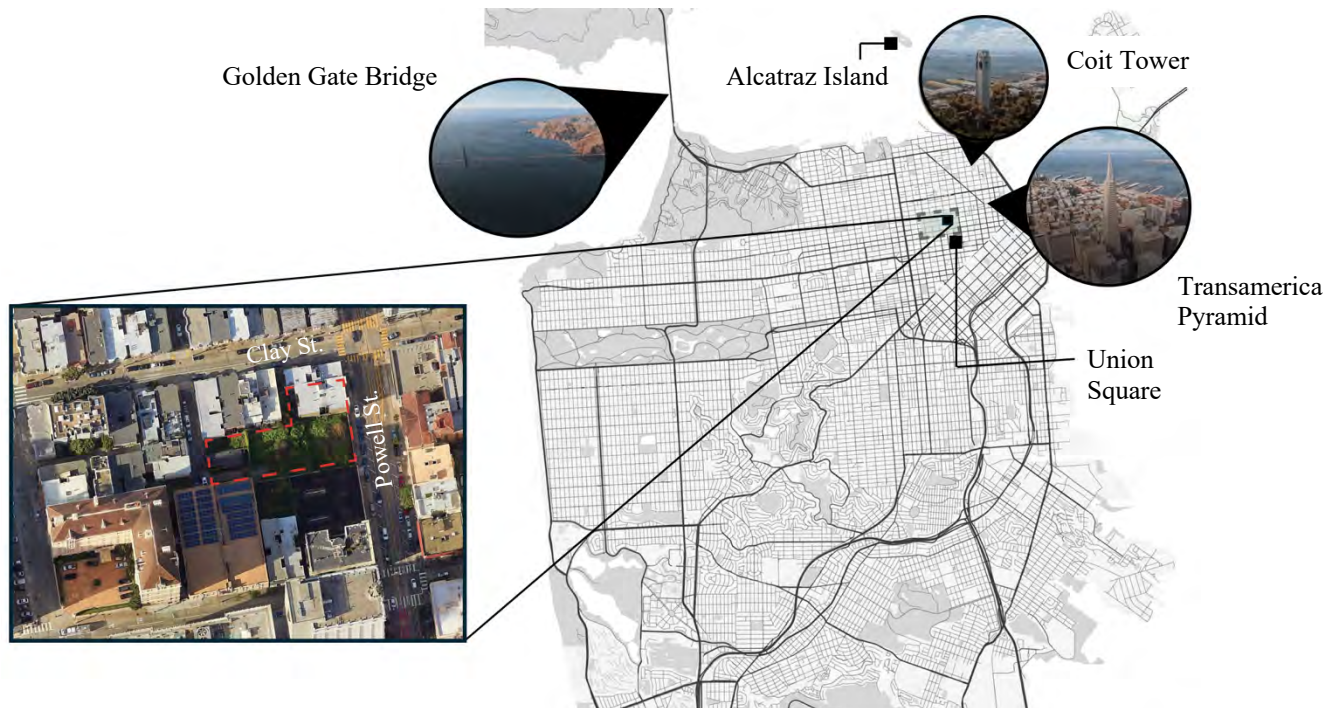 Golden Gate Bridge
Alcatraz Island
Coit Tower
Transamerica
Pyramid
Union
Square
Clay St.
Powell St.